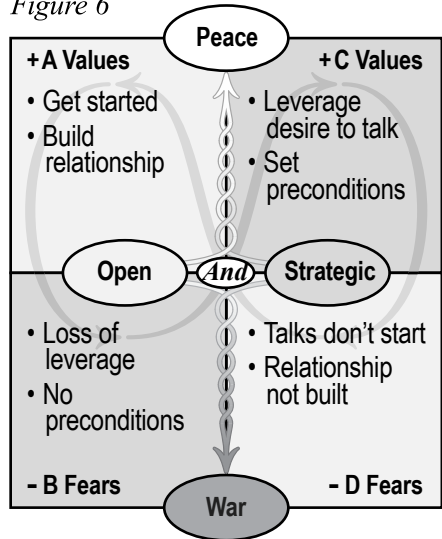 Figure 6
Peace
+A Values
• Get started
• Build
relationship
+C Values
• Leverage
desire to talk
• Set
preconditions
Open
And
Strategic
• Loss of
leverage
• No
preconditions
– B Fears
• Talks don’t start
• Relationship
not built
– D Fears
War